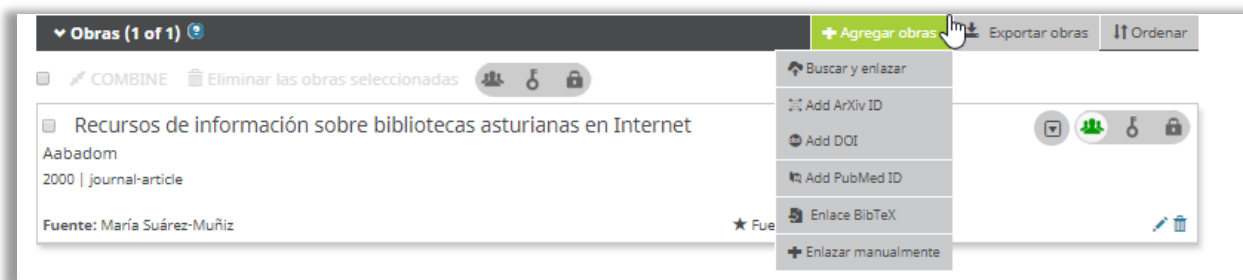 Obras (1 of 1) ?
Agregar obras
Exportar obras
Ordenar
COMBINE
Eliminar las obras seleccionadas
Buscar y enlazar
Add ArXiv ID
Add DOI
Add PubMed ID
Enlace BibTeX
Enlazar manualmente
Recursos de información sobre bibliotecas asturianas en Internet
Aabadom
2000 | journal-article
Fuente: María Suárez-Muñiz
Fue